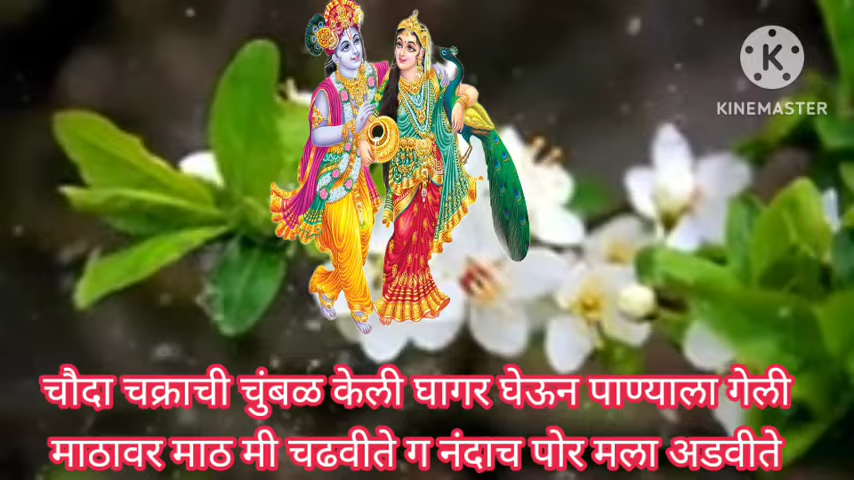 KINEMASTER
चौदा चक्राची चुंबळ केली घागर घेऊन पाण्याला गेली
माठावर माठ मी चढवीते ग नंदाच पोर मला अडवीते